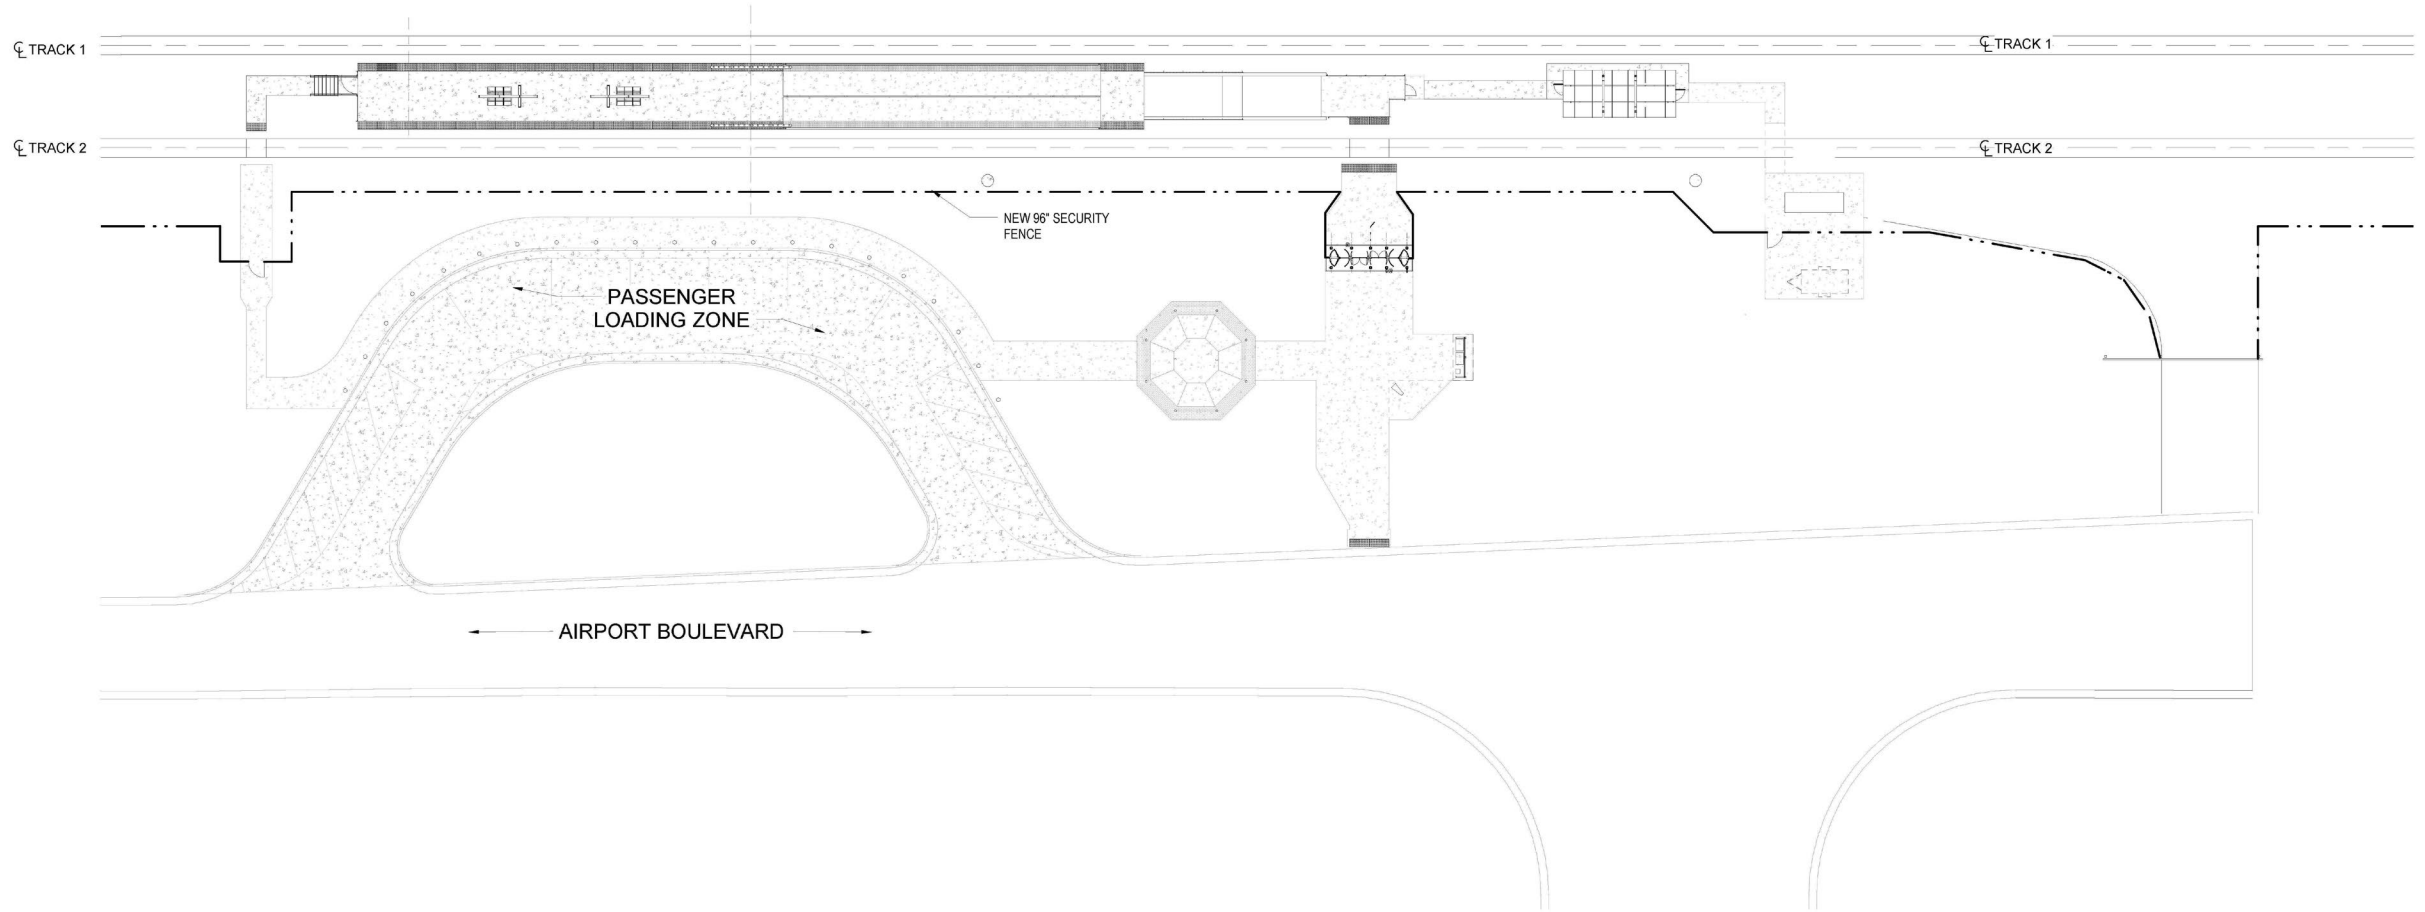 ℄ TRACK 1
℄ TRACK 1
℄ TRACK 2
℄ TRACK 2
NEW 96" SECURITY
FENCE
PASSENGER
LOADING ZONE
AIRPORT BOULEVARD